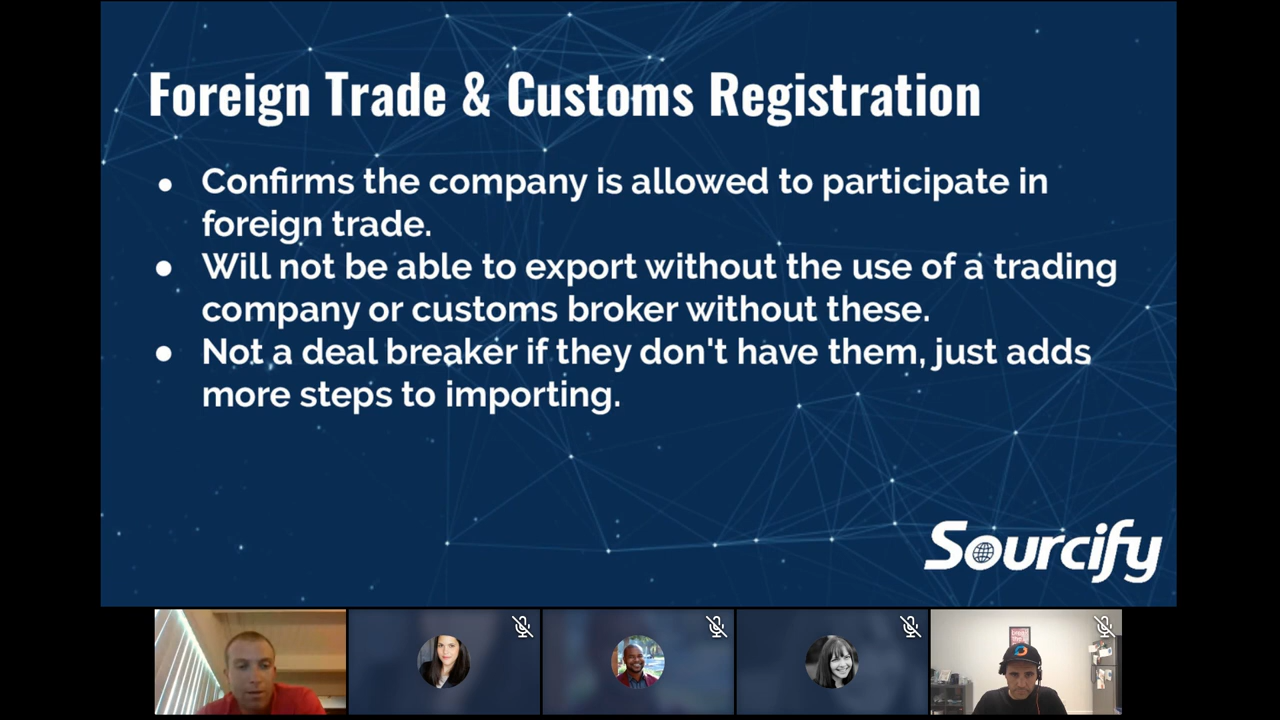 Foreign Trade & Customs Registration
● Confirms the company is allowed to participate in
foreign trade.
● Will not be able to export without the use of a trading
company or customs broker without these.
● Not a deal breaker if they don't have them, just adds
more steps to importing.
Sourcify